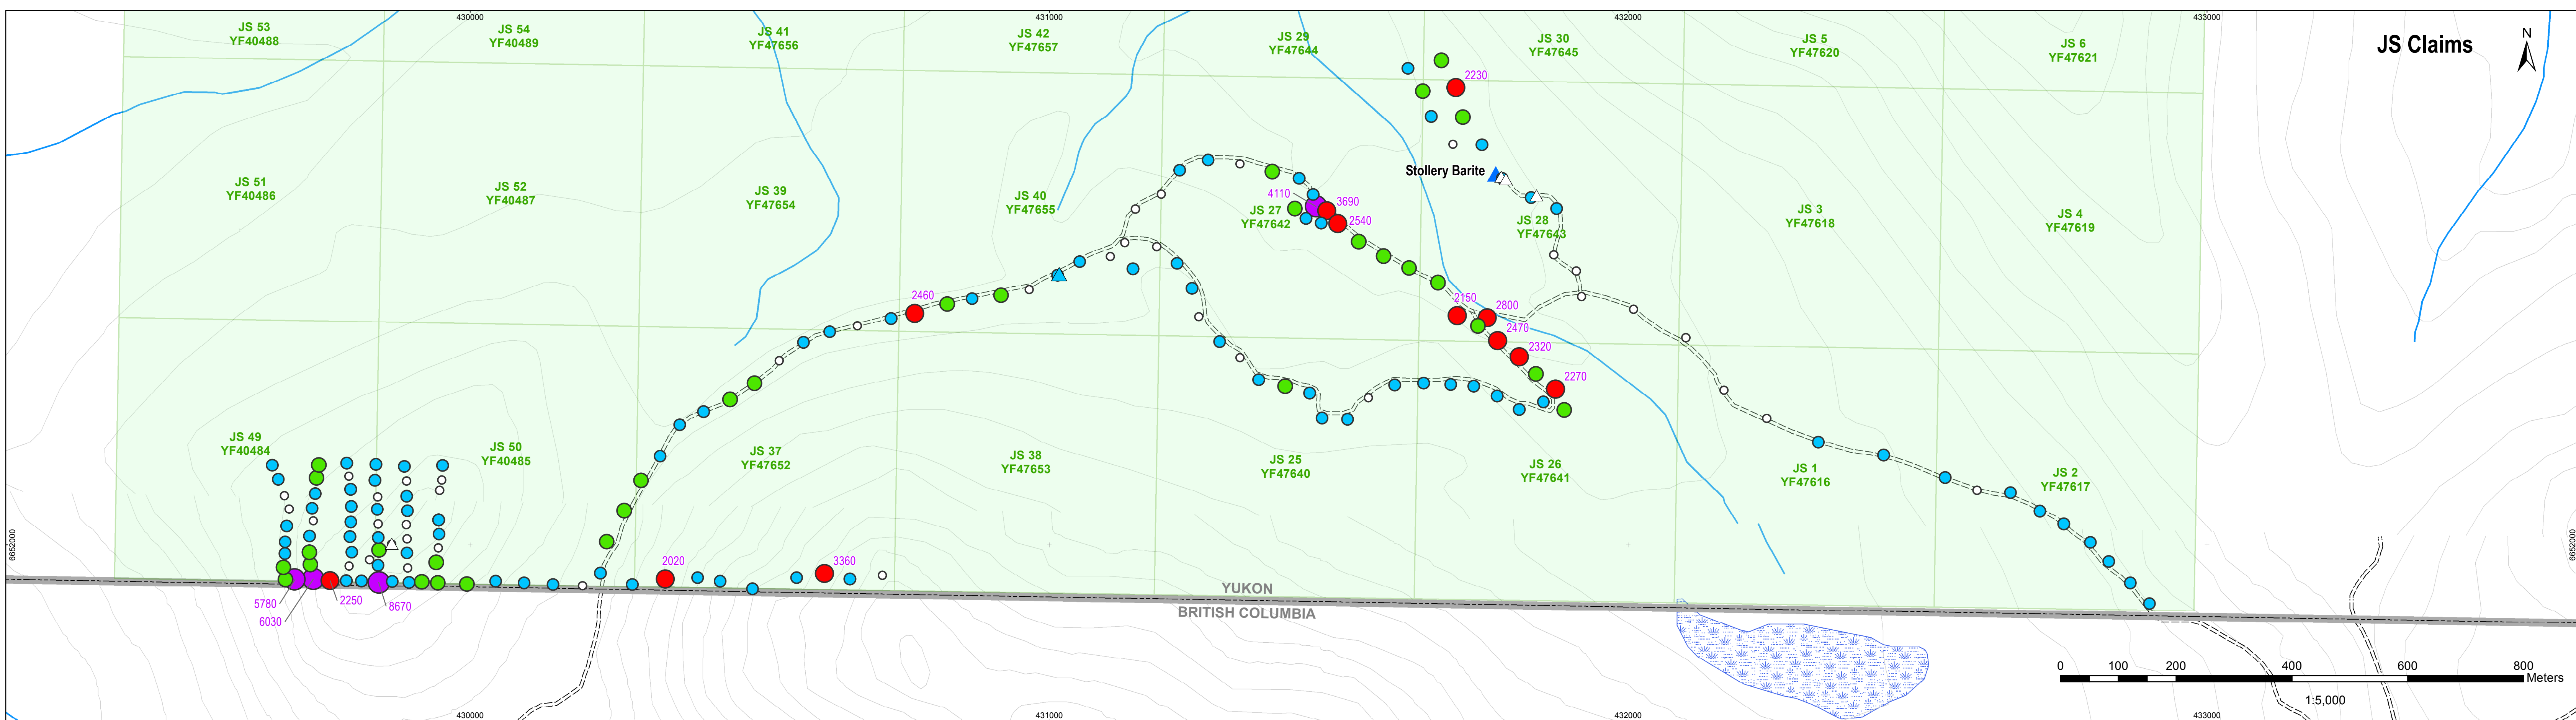 430000
431000
432000
433000
JS Claims
N
JS 53
YF40488
JS 54
YF40489
JS 41
YF47656
JS 42
YF47657
JS 29
YF47644
JS 30
YF47645
JS 5
YF47620
JS 6
YF47621
2230
Stollery Barite
JS 51
YF40486
JS 52
YF40487
JS 39
YF47654
JS 40
YF47655
4110
3690
2540
JS 27
YF47642
JS 28
YF47643
JS 3
YF47618
JS 4
YF47619
2460
2150
2800
2470
2320
2270
JS 49
YF40484
JS 50
YF40485
JS 37
YF47652
JS 38
YF47653
JS 25
YF47640
JS 26
YF47641
JS 1
YF47616
JS 2
YF47617
6652000
6652000
2020
3360
5780
2250
8670
6030
YUKON
BRITISH COLUMBIA
0 100 200 400 600 800
Meters
1:5,000
430000
431000
432000
433000